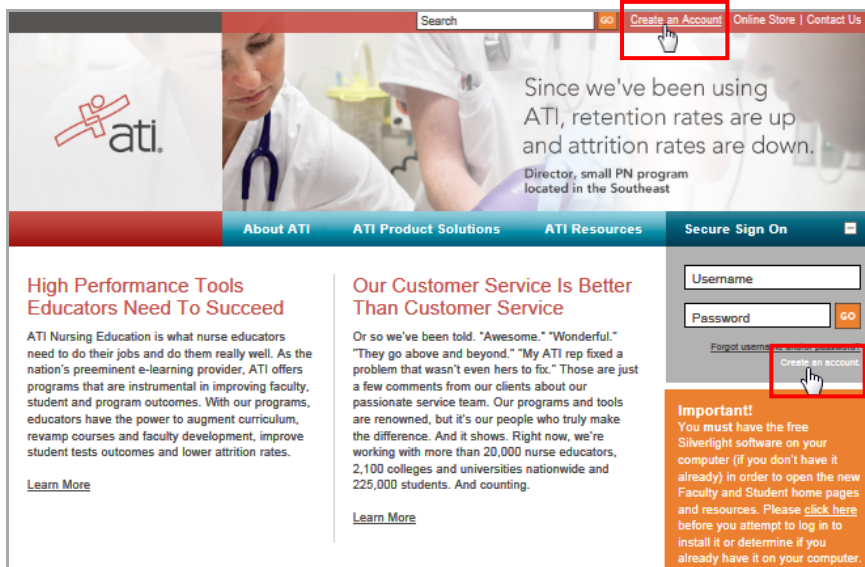 Search
GO
Create an Account
Online Store | Contact Us
ati.
Since we've been using
ATI, retention rates are up
and attrition rates are down.
Director, small PN program
located in the Southeast
About ATI
ATI Product Solutions
ATI Resources
Secure Sign On
High Performance Tools
Educators Need To Succeed
ATI Nursing Education is what nurse educators
need to do their jobs and do them really well. As the
nation's preeminent e-learning provider, ATI offers
programs that are instrumental in improving faculty,
student and program outcomes. With our programs,
educators have the power to augment curriculum,
revamp courses and faculty development, improve
student tests outcomes and lower attrition rates.
Learn More
Our Customer Service Is Better
Than Customer Service
Or so we've been told. "Awesome." "Wonderful."
"They go above and beyond." "My ATI rep fixed a
problem that wasn't even hers to fix." Those are just
a few comments from our clients about our
passionate service team. Our programs and tools
are renowned, but it's our people who truly make
the difference. And it shows. Right now, we're
working with more than 20,000 nurse educators,
2,100 colleges and universities nationwide and
225,000 students. And counting.
Learn More
Username
Password
GO
Forgot username and/or password?
Create an account.
Important!
You must have the free
Silverlight software on your
computer (if you don't have it
already) in order to open the new
Faculty and Student home pages
and resources. Please click here
before you attempt to log in to
install it or determine if you
already have it on your computer.